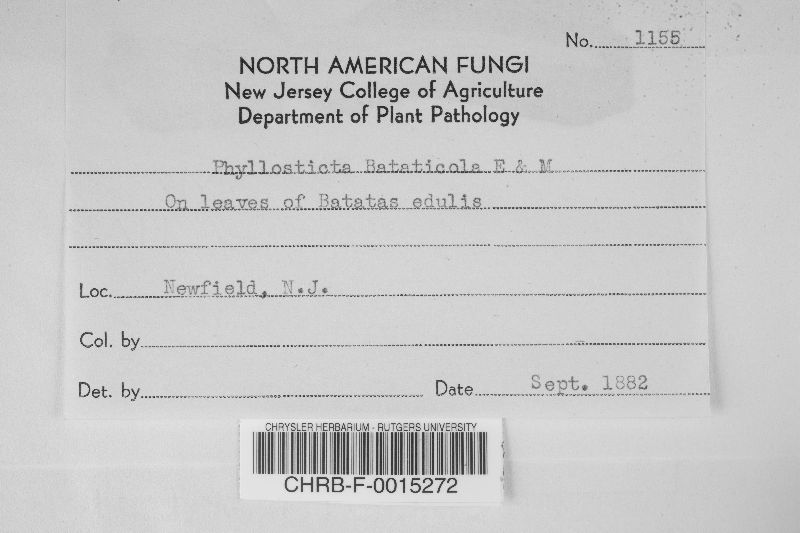 No. 1155
NORTH AMERICAN FUNGI
New Jersey College of Agriculture
Department of Plant Pathology
Phyllosticta Bataticola E & M
On leaves of Batatas edulis
Loc. Newfield, N.J.
Col. by
Det. by Date Sept. 1882
CHRYSLER HERBARIUM - RUTGERS UNIVERSITY
CHRB-F-0015272